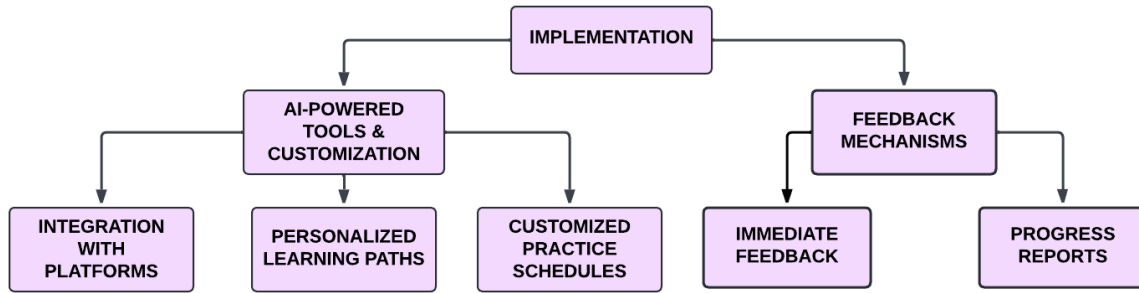 IMPLEMENTATION
AI-POWERED
TOOLS &
CUSTOMIZATION
FEEDBACK
MECHANISMS
INTEGRATION
WITH
PLATFORMS
PERSONALIZED
LEARNING PATHS
CUSTOMIZED
PRACTICE
SCHEDULES
IMMEDIATE
FEEDBACK
PROGRESS
REPORTS